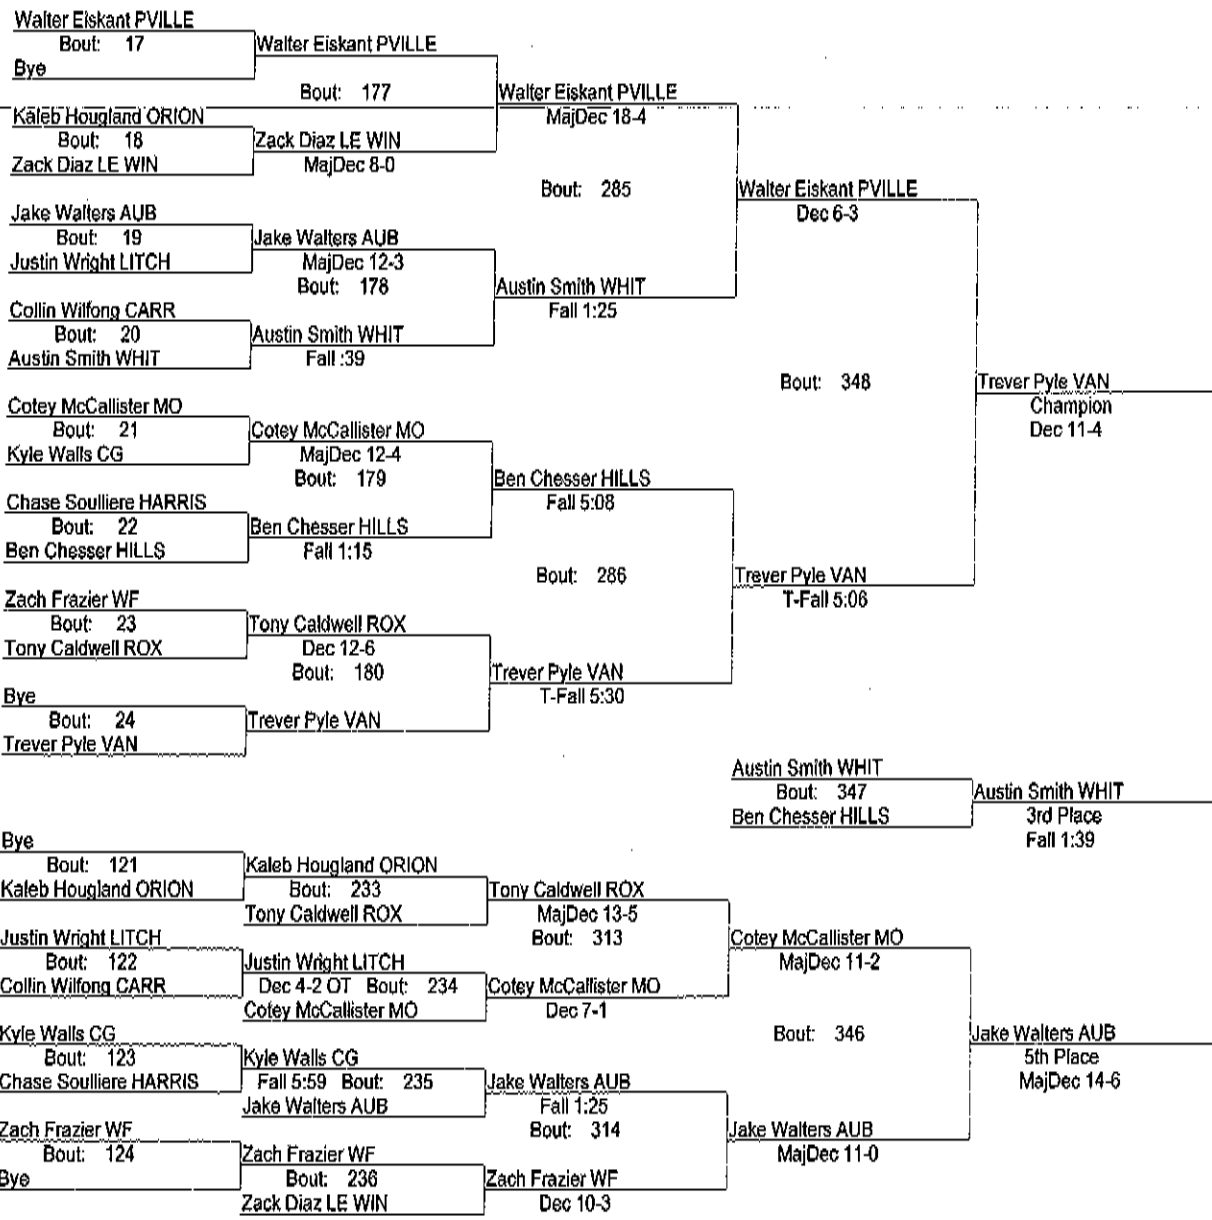 Walter Eiskant PVILLE
Bout: 17
Bye
Walter Eiskant PVILLE
Bout: 177
Kaleb Hougland ORION
Bout: 18
Zack Diaz LE WIN
Zack Diaz LE WIN
MajDec 8-0
Walter Eiskant PVILLE
MajDec 18-4
Bout: 285
Jake Walters AUB
Bout: 19
Justin Wright LITCH
Jake Walters AUB
MajDec 12-3
Bout: 178
Collin Wilfong CARR
Bout: 20
Austin Smith WHIT
Austin Smith WHIT
Fall :39
Austin Smith WHIT
Fall 1:25
Walter Eiskant PVILLE
Dec 6-3
Bout: 348
Trever Pyle VAN
Champion
Dec 11-4
Cotey McCallister MO
Bout: 21
Kyle Walls CG
Cotey McCallister MO
MajDec 12-4
Bout: 179
Chase Soulliere HARRIS
Bout: 22
Ben Chesser HILLS
Ben Chesser HILLS
Fall 1:15
Ben Chesser HILLS
Fall 5:08
Bout: 286
Zach Frazier WF
Bout: 23
Tony Caldwell ROX
Tony Caldwell ROX
Dec 12-6
Bout: 180
Bye
Bout: 24
Trever Pyle VAN
Trever Pyle VAN
Trever Pyle VAN
T-Fall 5:30
Trever Pyle VAN
T-Fall 5:06
Austin Smith WHIT
Bout: 347
Ben Chesser HILLS
Austin Smith WHIT
3rd Place
Fall 1:39
Bye
Bout: 121
Kaleb Hougland ORION
Kaleb Hougland ORION
Bout: 233
Tony Caldwell ROX
Tony Caldwell ROX
MajDec 13-5
Bout: 313
Justin Wright LITCH
Bout: 122
Collin Wilfong CARR
Justin Wright LITCH
Dec 4-2 OT Bout: 234
Cotey McCallister MO
Cotey McCallister MO
Dec 7-1
Cotey McCallister MO
MajDec 11-2
Bout: 346
Kyle Walls CG
Bout: 123
Chase Soulliere HARRIS
Kyle Walls CG
Fall 5:59 Bout: 235
Jake Walters AUB
Jake Walters AUB
Fall 1:25
Bout: 314
Zach Frazier WF
Bout: 124
Bye
Zach Frazier WF
Bout: 236
Zack Diaz LE WIN
Zach Frazier WF
Dec 10-3
Jake Walters AUB
MajDec 11-0
Jake Walters AUB
5th Place
MajDec 14-6